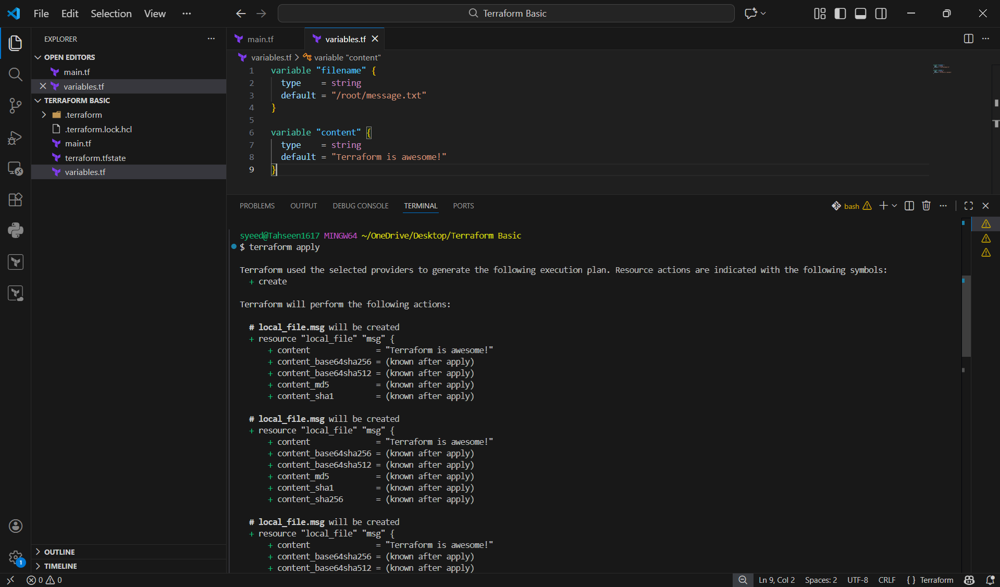 File Edit Selection View ···
Terraform Basic
EXPLORER
OPEN EDITORS
main.tf
variables.tf
TERRAFORM BASIC
.terraform
.terraform.lock.hcl
main.tf
terraform.tfstate
variables.tf
OUTLINE
TIMELINE
main.tf
variables.tf
variables.tf > variable "content"
1 variable "filename" {
2 type    = string
3 default = "/root/message.txt"
4 }
5
6 variable "content" {
7 type    = string
8 default = "Terraform is awesome!"
9 }
PROBLEMS OUTPUT DEBUG CONSOLE TERMINAL PORTS
bash
syeed@Tahseen1617 MINGW64 ~/OneDrive/Desktop/Terraform Basic
$ terraform apply
Terraform used the selected providers to generate the following execution plan. Resource actions are indicated with the following symbols:
+ create
Terraform will perform the following actions:
# local_file.msg will be created
+ resource "local_file" "msg" {
+ content              = "Terraform is awesome!"
+ content_base64sha256 = (known after apply)
+ content_base64sha512 = (known after apply)
+ content_md5          = (known after apply)
+ content_sha1         = (known after apply)
# local_file.msg will be created
+ resource "local_file" "msg" {
+ content              = "Terraform is awesome!"
+ content_base64sha256 = (known after apply)
+ content_base64sha512 = (known after apply)
+ content_md5          = (known after apply)
+ content_sha1         = (known after apply)
+ content_sha256       = (known after apply)
# local_file.msg will be created
+ resource "local_file" "msg" {
+ content              = "Terraform is awesome!"
+ content_base64sha256 = (known after apply)
+ content_base64sha512 = (known after apply)
1
0 0
Ln 9, Col 2 Spaces: 2 UTF-8 CRLF { } Terraform